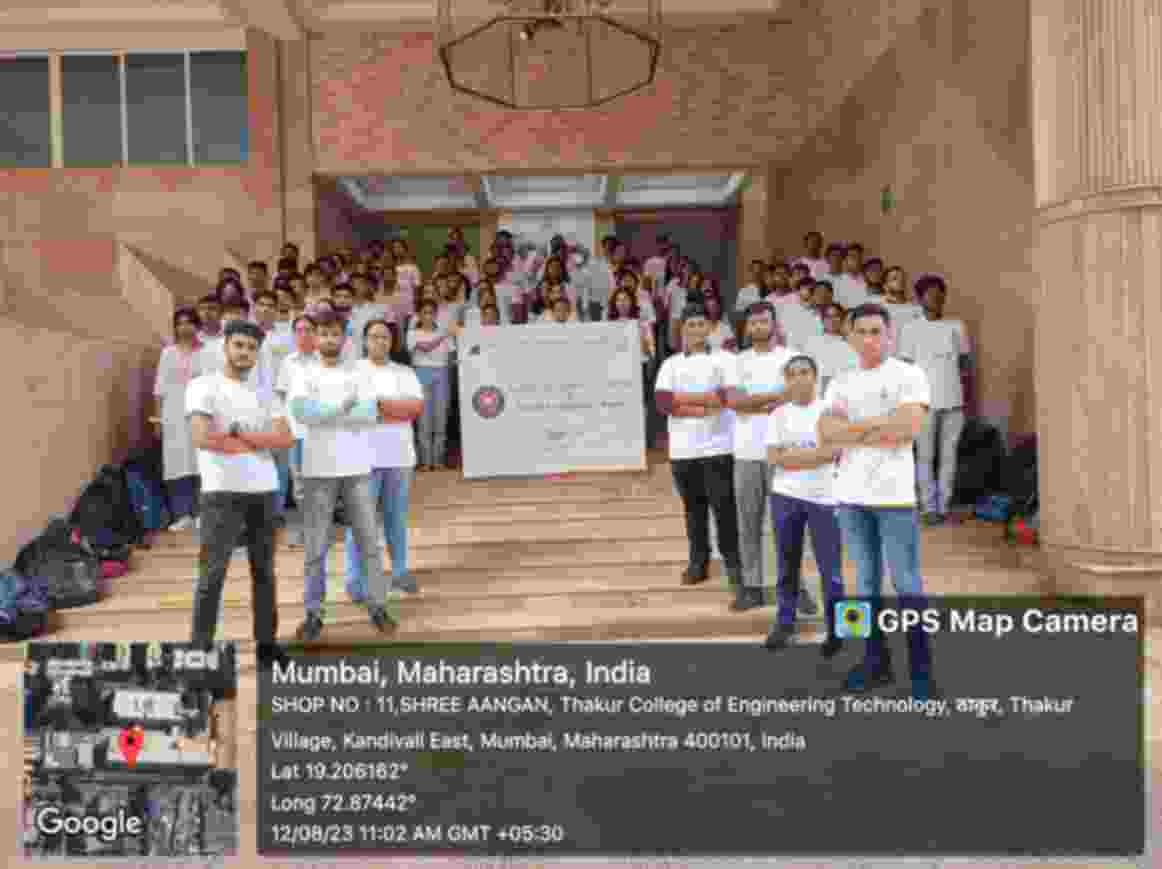 GPS Map Camera
Mumbai, Maharashtra, India
SHOP NO : 11,SHREE AANGAN, Thakur College of Engineering Technology, ठाकूर, Thakur
Village, Kandivali East, Mumbai, Maharashtra 400101, India
Lat 19.206162°
Long 72.87442°
12/08/23 11:02 AM GMT +05:30
Google